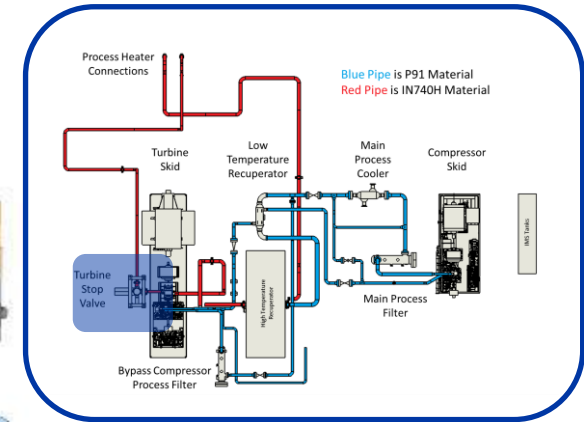 Process Heater
Connections
Blue Pipe is P91 Material
Red Pipe is IN740H Material
Turbine
Skid
Low
Temperature
Recuperator
Main
Process
Cooler
Compressor
Skid
IMS Tanks
Turbine
Stop
Valve
High Temperature
Recuperator
Main Process
Filter
Bypass Compressor
Process Filter